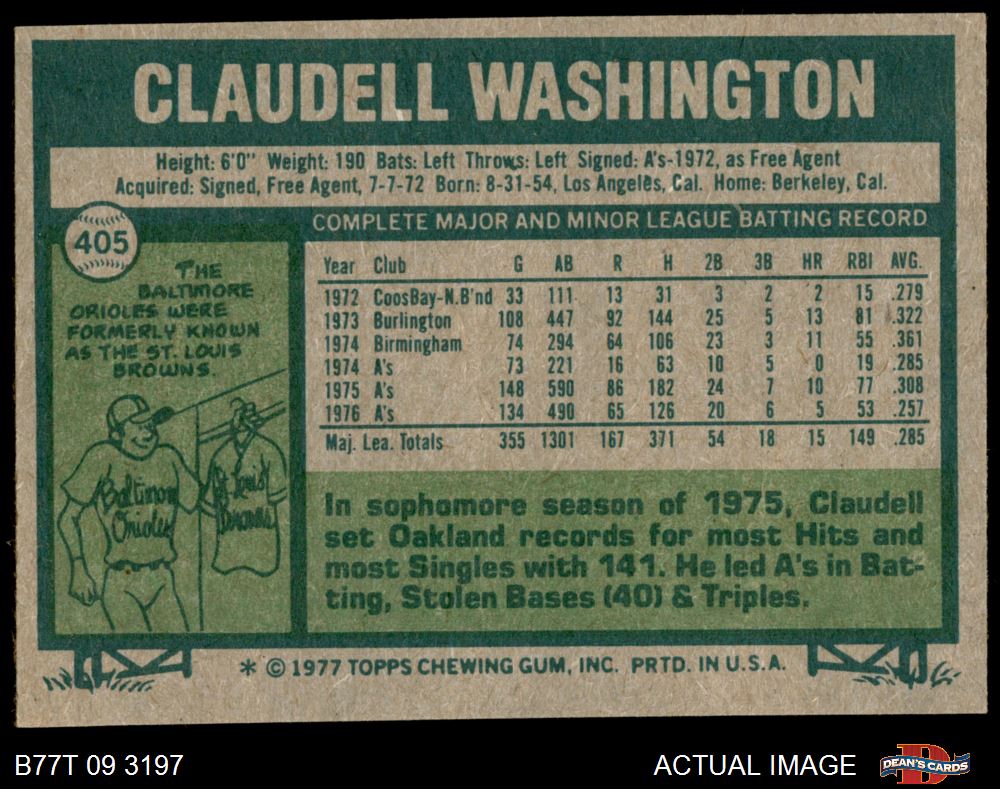 CLAUDELL WASHINGTON
Height: 6'0" Weight: 190 Bats: Left Throws: Left Signed: A's-1972, as Free Agent
Acquired: Signed, Free Agent, 7-7-72 Born: 8-31-54, Los Angeles, Cal. Home: Berkeley, Cal.
405
THE
BALTIMORE
ORIOLES WERE
FORMERLY KNOWN
AS THE ST. LOUIS
BROWNS.
Baltimore
Orioles
St. Louis
Browns
COMPLETE MAJOR AND MINOR LEAGUE BATTING RECORD
Year Club G AB R H 2B 3B HR RBI AVG.
1972 CoosBay-N.B'nd 33 111 13 31 3 2 2 15 .279
1973 Burlington 108 447 92 144 25 5 13 81 .322
1974 Birmingham 74 294 64 106 23 3 11 55 .361
1974 A's 73 221 16 63 10 5 0 19 .285
1975 A's 148 590 86 182 24 7 10 77 .308
1976 A's 134 490 65 126 20 6 5 53 .257
Maj. Lea. Totals 355 1301 167 371 54 18 15 149 .285
In sophomore season of 1975, Claudell
set Oakland records for most Hits and
most Singles with 141. He led A's in Bat-
ting, Stolen Bases (40) & Triples.
* © 1977 TOPPS CHEWING GUM, INC. PRTD. IN U.S.A.
B77T 09 3197
ACTUAL IMAGE
D
DEAN'S CARDS